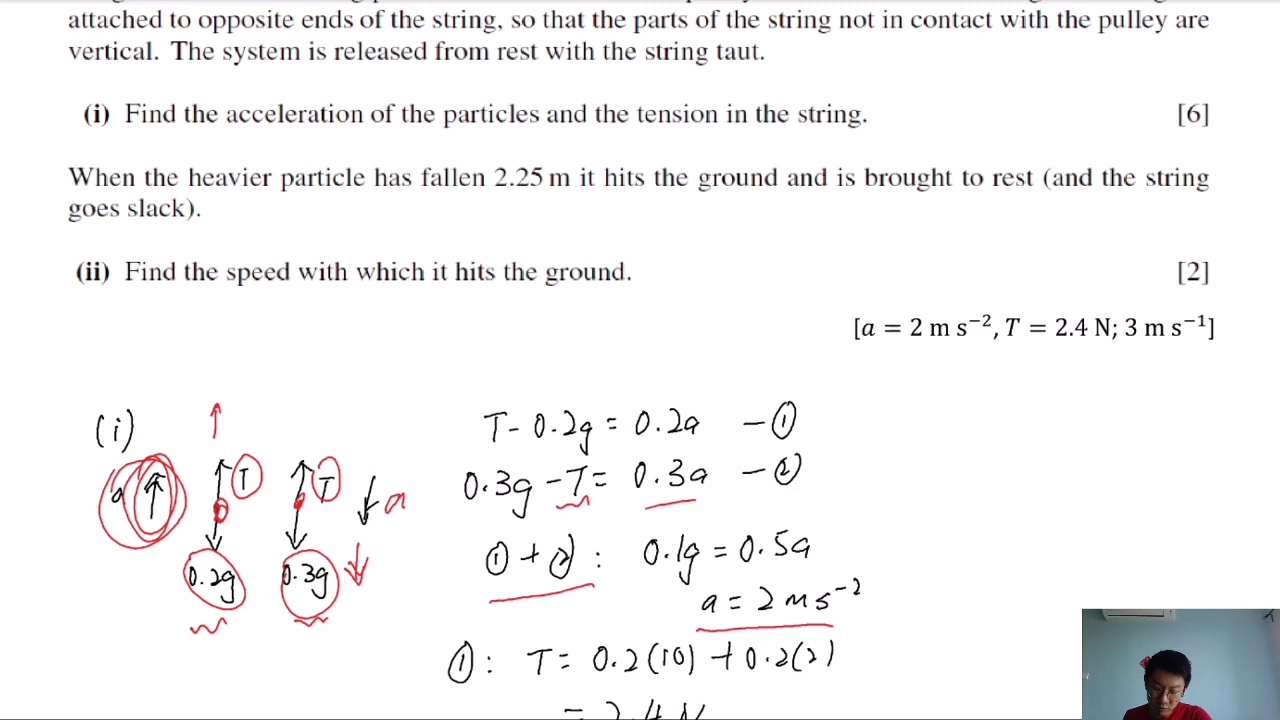 attached to opposite ends of the string, so that the parts of the string not in contact with the pulley are
vertical. The system is released from rest with the string taut.
(i) Find the acceleration of the particles and the tension in the string. [6]
When the heavier particle has fallen 2.25 m it hits the ground and is brought to rest (and the string
goes slack).
(ii) Find the speed with which it hits the ground. [2]
[a = 2 m s⁻², T = 2.4 N; 3 m s⁻¹]
(i)
a T T a
0.2g 0.3g
T - 0.2g = 0.2a — ①
0.3g - T = 0.3a — ②
① + ② : 0.1g = 0.5a
a = 2 m s⁻²
① : T = 0.2(10) + 0.2(2)
= 2.4 N